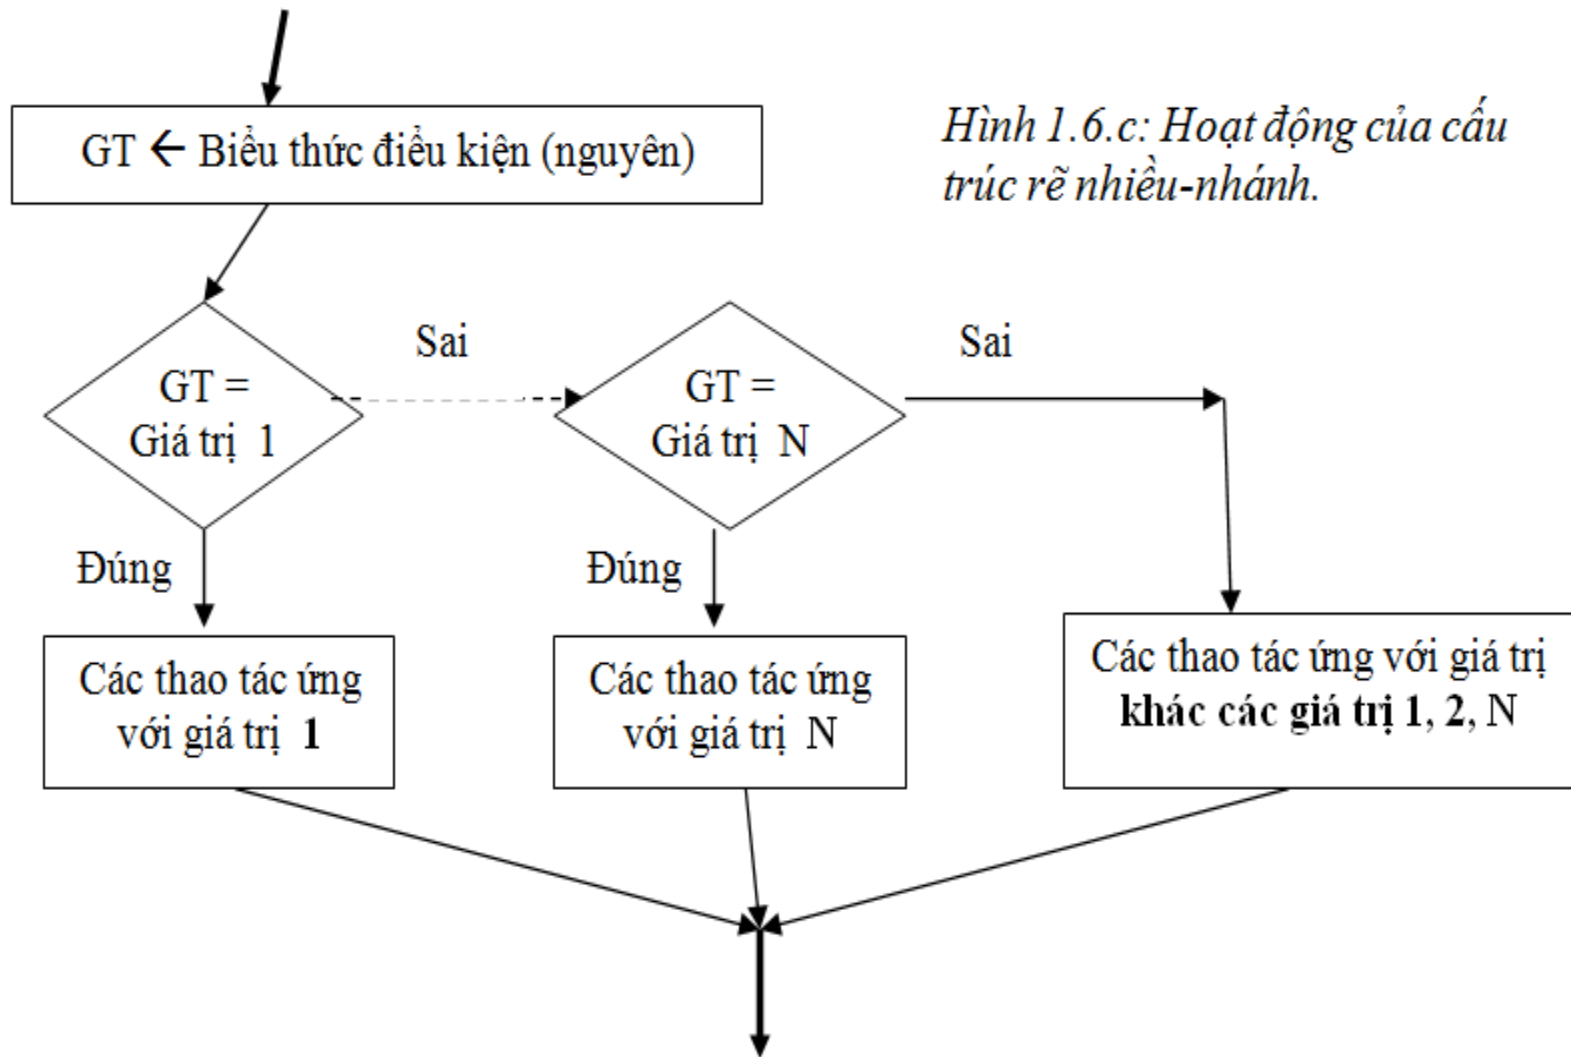 GT ← Biểu thức điều kiện (nguyên)
Hình 1.6.c: Hoạt động của cấu
trúc rẽ nhiều-nhánh.
Sai
Sai
GT =
Giá trị 1
GT =
Giá trị N
Đúng
Đúng
Các thao tác ứng
với giá trị 1
Các thao tác ứng
với giá trị N
Các thao tác ứng với giá trị
khác các giá trị 1, 2, N